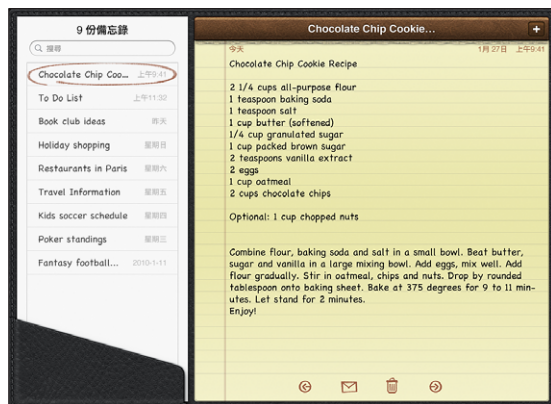 9 份備忘錄
搜尋
Chocolate Chip Coo... 上午9:41
To Do List 上午11:32
Book club ideas 昨天
Holiday shopping 星期日
Restaurants in Paris 星期六
Travel Information 星期五
Kids soccer schedule 星期四
Poker standings 星期三
Fantasy football... 2010-1-11
Chocolate Chip Cookie...
+
今天 1月 27日 上午9:41
Chocolate Chip Cookie Recipe
2 1/4 cups all-purpose flour
1 teaspoon baking soda
1 teaspoon salt
1 cup butter (softened)
1/4 cup granulated sugar
1 cup packed brown sugar
2 teaspoons vanilla extract
2 eggs
1 cup oatmeal
2 cups chocolate chips
Optional: 1 cup chopped nuts
Combine flour, baking soda and salt in a small bowl. Beat butter,
sugar and vanilla in a large mixing bowl. Add eggs, mix well. Add
flour gradually. Stir in oatmeal, chips and nuts. Drop by rounded
tablespoon onto baking sheet. Bake at 375 degrees for 9 to 11 min-
utes. Let stand for 2 minutes.
Enjoy!